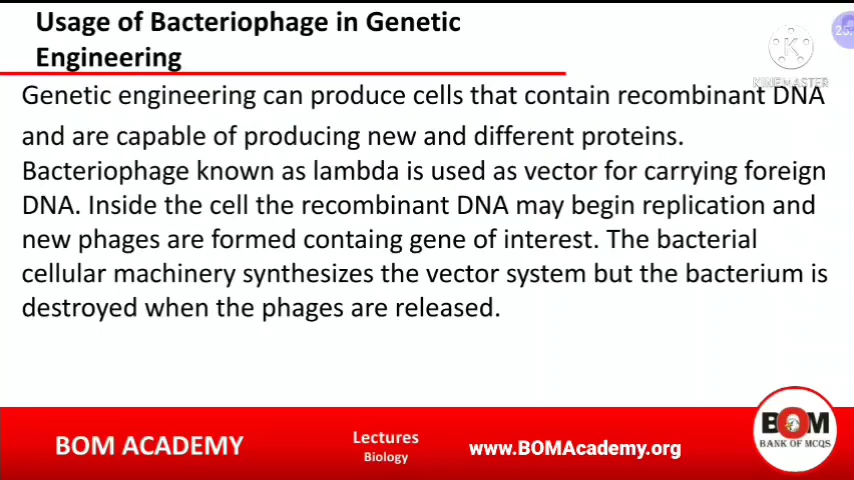 Usage of Bacteriophage in Genetic
Engineering
K
KINEMASTER
Genetic engineering can produce cells that contain recombinant DNA
and are capable of producing new and different proteins.
Bacteriophage known as lambda is used as vector for carrying foreign
DNA. Inside the cell the recombinant DNA may begin replication and
new phages are formed containg gene of interest. The bacterial
cellular machinery synthesizes the vector system but the bacterium is
destroyed when the phages are released.
BOM ACADEMY
Lectures
Biology
www.BOMAcademy.org
BOM
BANK OF MCQS